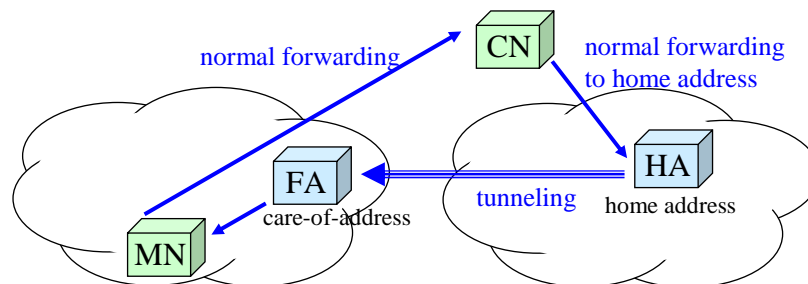 CN
normal forwarding
normal forwarding
to home address
FA
HA
care-of-address
tunneling
home address
MN